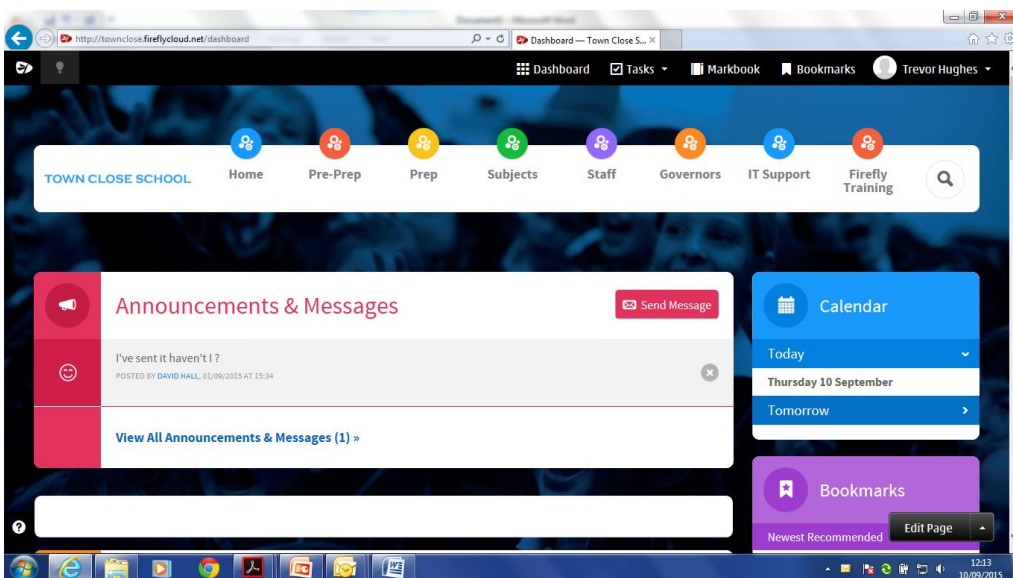 Document1 - Microsoft Word
http://townclose.fireflycloud.net/dashboard
Dashboard — Town Close S...
Dashboard
Tasks
Markbook
Bookmarks
Trevor Hughes
TOWN CLOSE SCHOOL
Home
Pre-Prep
Prep
Subjects
Staff
Governors
IT Support
Firefly
Training
Announcements & Messages
Send Message
I've sent it haven't I ?
POSTED BY DAVID HALL, 01/09/2015 AT 15:34
View All Announcements & Messages (1) »
Calendar
Today
Thursday 10 September
Tomorrow
Bookmarks
Newest Recommended
Edit Page
12:13
10/09/2015